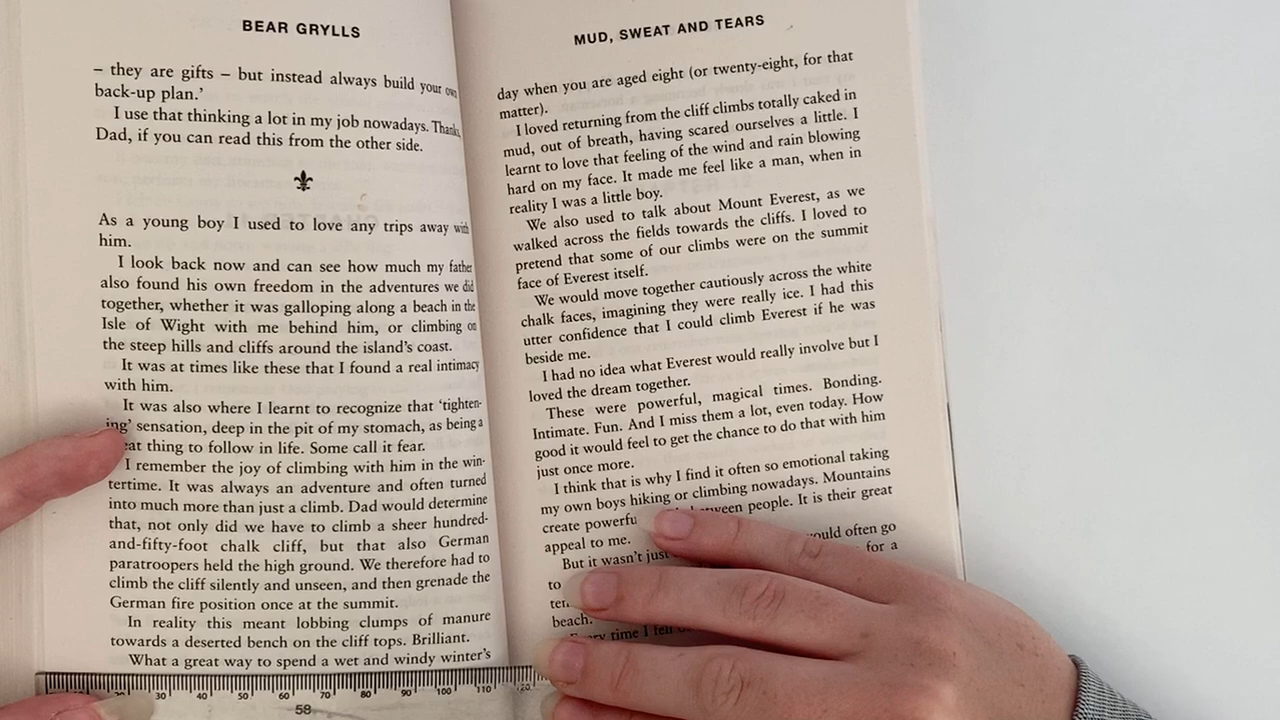 BEAR GRYLLS
– they are gifts – but instead always build your own
back-up plan.’
I use that thinking a lot in my job nowadays. Thanks,
Dad, if you can read this from the other side.
As a young boy I used to love any trips away with
him.
I look back now and can see how much my father
also found his own freedom in the adventures we did
together, whether it was galloping along a beach in the
Isle of Wight with me behind him, or climbing on
the steep hills and cliffs around the island’s coast.
It was at times like these that I found a real intimacy
with him.
It was also where I learnt to recognize that ‘tighten-
ing’ sensation, deep in the pit of my stomach, as being a
eat thing to follow in life. Some call it fear.
I remember the joy of climbing with him in the win-
tertime. It was always an adventure and often turned
into much more than just a climb. Dad would determine
that, not only did we have to climb a sheer hundred-
and-fifty-foot chalk cliff, but that also German
paratroopers held the high ground. We therefore had to
climb the cliff silently and unseen, and then grenade the
German fire position once at the summit.
In reality this meant lobbing clumps of manure
towards a deserted bench on the cliff tops. Brilliant.
What a great way to spend a wet and windy winter’s
20 30 40 50 60 70 80 90 100 110 120
58
MUD, SWEAT AND TEARS
day when you are aged eight (or twenty-eight, for that
matter).
I loved returning from the cliff climbs totally caked in
mud, out of breath, having scared ourselves a little. I
learnt to love that feeling of the wind and rain blowing
hard on my face. It made me feel like a man, when in
reality I was a little boy.
We also used to talk about Mount Everest, as we
walked across the fields towards the cliffs. I loved to
pretend that some of our climbs were on the summit
face of Everest itself.
We would move together cautiously across the white
chalk faces, imagining they were really ice. I had this
utter confidence that I could climb Everest if he was
beside me.
I had no idea what Everest would really involve but I
loved the dream together.
These were powerful, magical times. Bonding.
Intimate. Fun. And I miss them a lot, even today. How
good it would feel to get the chance to do that with him
just once more.
I think that is why I find it often so emotional taking
my own boys hiking or climbing nowadays. Mountains
create between people. It is their great
appeal to me.
But it wasn’t just would often go
to for a
beach.
Every time I fell